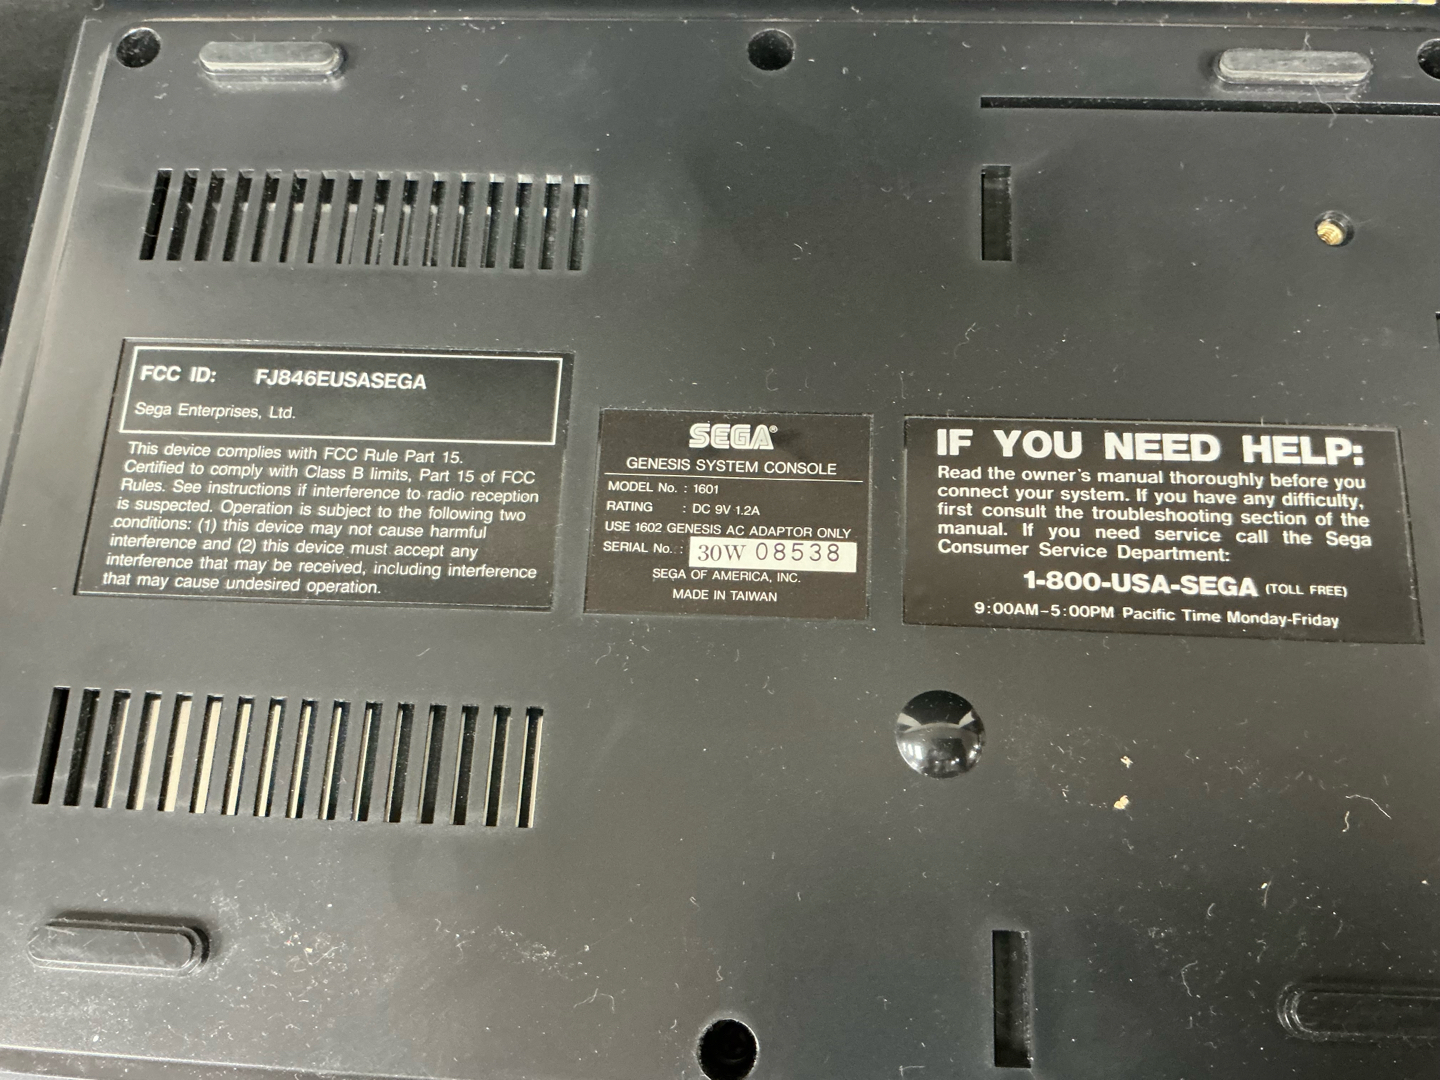 FCC ID: FJ846EUSASEGA
Sega Enterprises, Ltd.
This device complies with FCC Rule Part 15.
Certified to comply with Class B limits, Part 15 of FCC
Rules. See instructions if interference to radio reception
is suspected. Operation is subject to the following two
conditions: (1) this device may not cause harmful
interference and (2) this device must accept any
interference that may be received, including interference
that may cause undesired operation.
SEGA®
GENESIS SYSTEM CONSOLE
MODEL No. : 1601
RATING : DC 9V 1.2A
USE 1602 GENESIS AC ADAPTOR ONLY
SERIAL No. : 30W 08538
SEGA OF AMERICA, INC.
MADE IN TAIWAN
IF YOU NEED HELP:
Read the owner's manual thoroughly before you
connect your system. If you have any difficulty,
first consult the troubleshooting section of the
manual. If you need service call the Sega
Consumer Service Department:
1-800-USA-SEGA (TOLL FREE)
9:00AM-5:00PM Pacific Time Monday-Friday